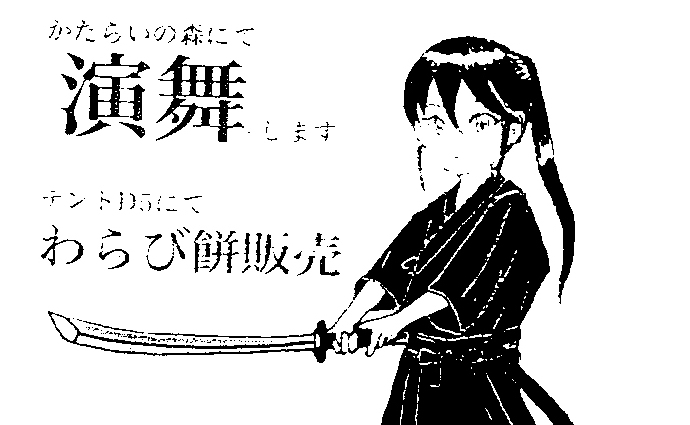 かたらいの森にて
演舞します
テントD5にて
わらび餅販売